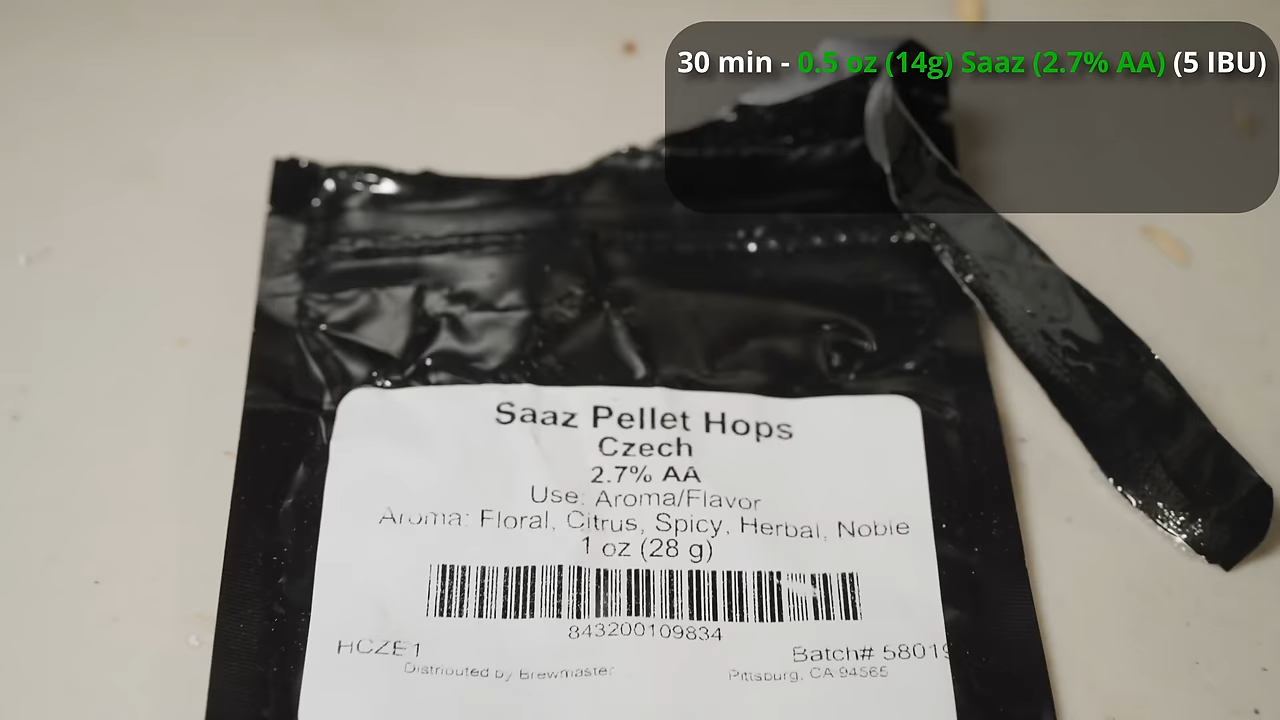 30 min - 0.5 oz (14g) Saaz (2.7% AA) (5 IBU)
Saaz Pellet Hops
Czech
2.7% AA
Use: Aroma/Flavor
Aroma: Floral, Citrus, Spicy, Herbal, Noble
1 oz (28 g)
843200109834
HCZE1
Batch# 58019
Distributed by Brewmaster
Pittsburg, CA 94565